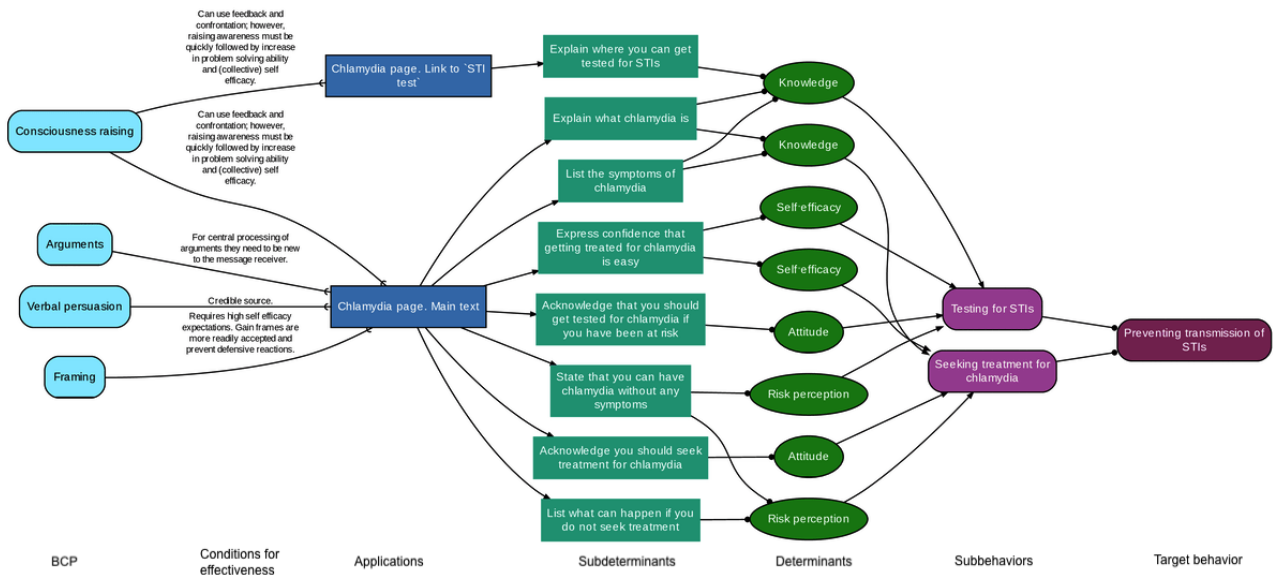 Can use feedback and
confrontation; however,
raising awareness must be
quickly followed by increase
in problem solving ability
and (collective) self
efficacy.
Consciousness raising
Can use feedback and
confrontation; however,
raising awareness must be
quickly followed by increase
in problem solving ability
and (collective) self
efficacy.
Arguments
For central processing of
arguments they need to be new
to the message receiver.
Verbal persuasion
Credible source.
Requires high self efficacy
expectations. Gain frames are
more readily accepted and
prevent defensive reactions.
Framing
Chlamydia page. Link to `STI
test`
Chlamydia page. Main text
Explain where you can get
tested for STIs
Explain what chlamydia is
List the symptoms of
chlamydia
Express confidence that
getting treated for chlamydia
is easy
Acknowledge that you should
get tested for chlamydia if
you have been at risk
State that you can have
chlamydia without any
symptoms
Acknowledge you should seek
treatment for chlamydia
List what can happen if you
do not seek treatment
Knowledge
Knowledge
Self-efficacy
Self-efficacy
Attitude
Risk perception
Attitude
Risk perception
Testing for STIs
Seeking treatment for
chlamydia
Preventing transmission of
STIs
BCP
Conditions for
effectiveness
Applications
Subdeterminants
Determinants
Subbehaviors
Target behavior